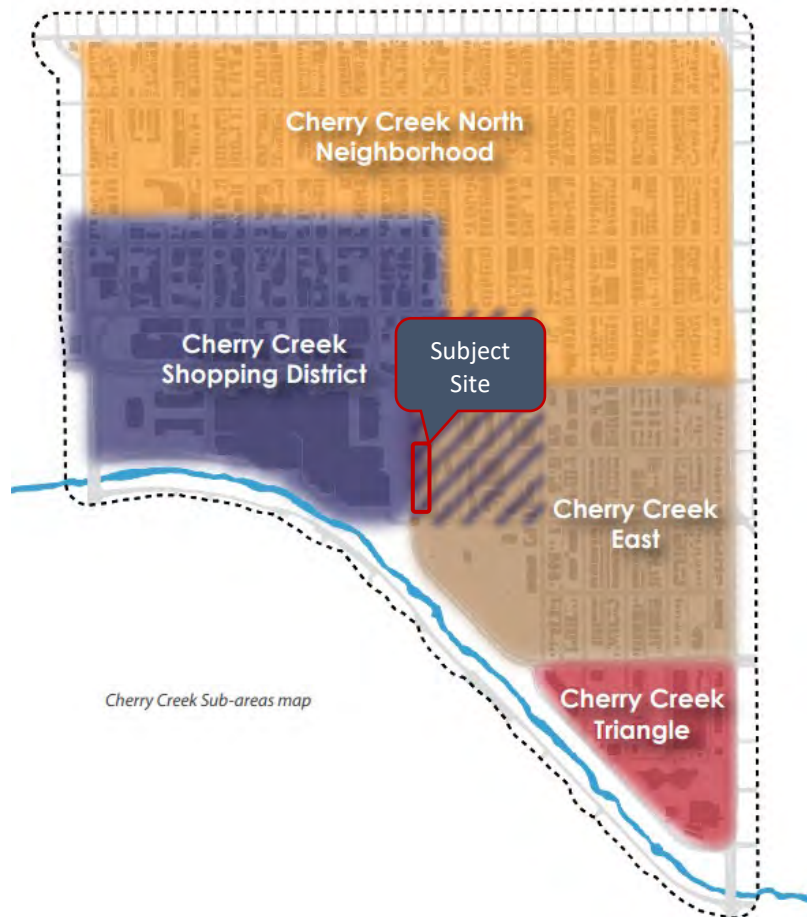 Cherry Creek North
Neighborhood
Cherry Creek
Shopping District
Subject
Site
Cherry Creek
East
Cherry Creek Sub-areas map
Cherry Creek
Triangle